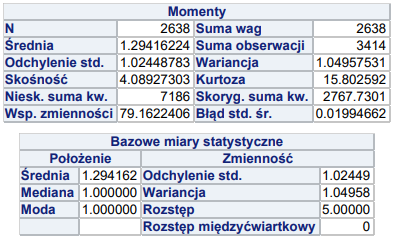 Momenty
N 2638 Suma wag 2638
Średnia 1.29416224 Suma obserwacji 3414
Odchylenie std. 1.02448783 Wariancja 1.04957531
Skośność 4.08927303 Kurtoza 15.802592
Niesk. suma kw. 7186 Skoryg. suma kw. 2767.7301
Wsp. zmienności 79.1622406 Błąd std. śr. 0.01994662
Bazowe miary statystyczne
Położenie Zmienność
Średnia 1.294162 Odchylenie std. 1.02449
Mediana 1.000000 Wariancja 1.04958
Moda 1.000000 Rozstęp 5.00000
Rozstęp międzyćwiartkowy 0